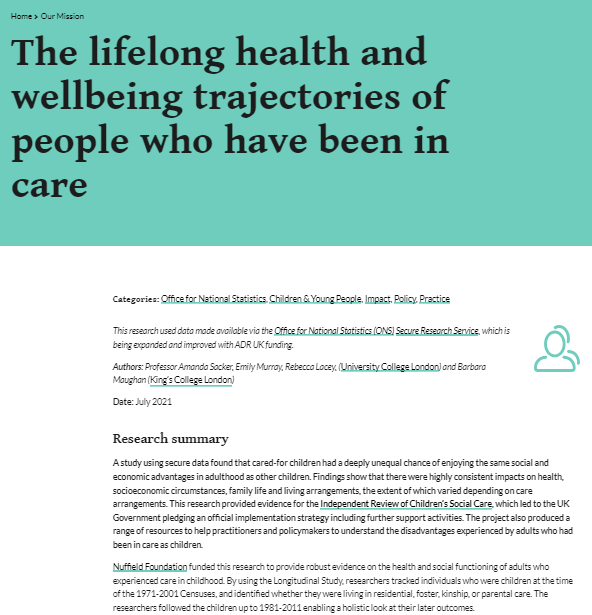 Home > Our Mission
The lifelong health and
wellbeing trajectories of
people who have been in
care
Categories: Office for National Statistics, Children & Young People, Impact, Policy, Practice
This research used data made available via the Office for National Statistics (ONS) Secure Research Service, which is
being expanded and improved with ADR UK funding.
Authors: Professor Amanda Sacker, Emily Murray, Rebecca Lacey, (University College London) and Barbara
Maughan (King's College London)
Date: July 2021
Research summary
A study using secure data found that cared-for children had a deeply unequal chance of enjoying the same social and
economic advantages in adulthood as other children. Findings show that there were highly consistent impacts on health,
socioeconomic circumstances, family life and living arrangements, the extent of which varied depending on care
arrangements. This research provided evidence for the Independent Review of Children's Social Care, which led to the UK
Government pledging an official implementation strategy including further support activities. The project also produced a
range of resources to help practitioners and policymakers to understand the disadvantages experienced by adults who had
been in care as children.
Nuffield Foundation funded this research to provide robust evidence on the health and social functioning of adults who
experienced care in childhood. By using the Longitudinal Study, researchers tracked individuals who were children at the time
of the 1971-2001 Censuses, and identified whether they were living in residential, foster, kinship, or parental care. The
researchers followed the children up to 1981-2011 enabling a holistic look at their later outcomes.